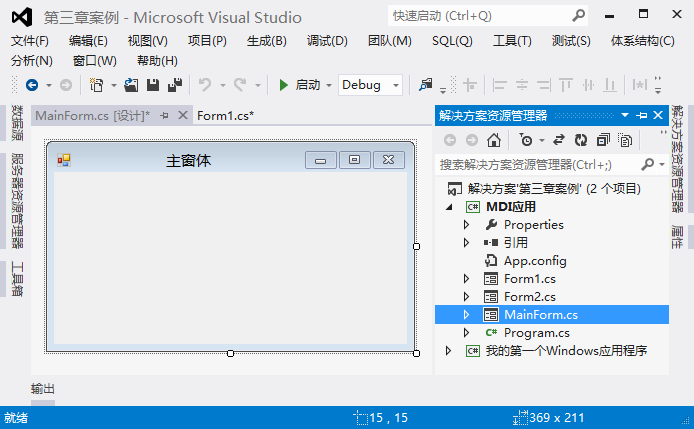 第三章案例 - Microsoft Visual Studio 快速启动 (Ctrl+Q)
文件(F) 编辑(E) 视图(V) 项目(P) 生成(B) 调试(D) 团队(M) SQL(Q) 工具(T) 测试(S) 体系结构(C)
分析(N) 窗口(W) 帮助(H)
启动 Debug
数据源
服务器资源管理器
工具箱
MainForm.cs [设计]* Form1.cs*
主窗体
解决方案资源管理器
搜索解决方案资源管理器(Ctrl+;)
解决方案'第三章案例' (2 个项目)
C# MDI应用
Properties
引用
App.config
Form1.cs
Form2.cs
MainForm.cs
C# Program.cs
C# 我的第一个Windows应用程序
解决方案资源管理器
属性
输出
就绪 15 , 15 369 x 211